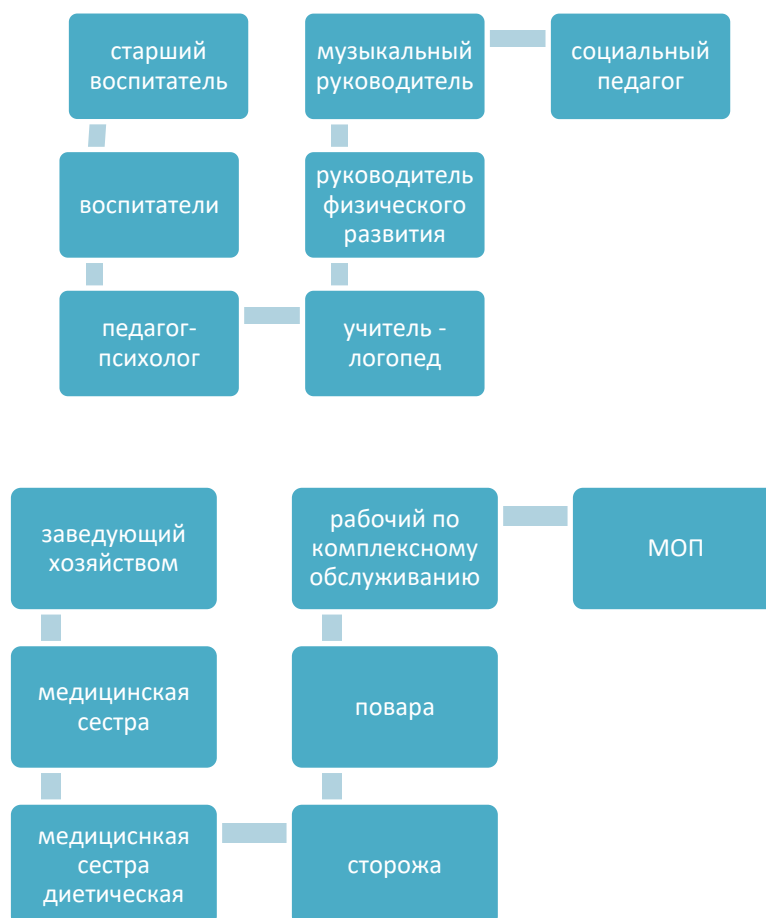 старший
воспитатель
воспитатели
педагог-
психолог
учитель -
логопед
руководитель
физического
развития
музыкальный
руководитель
социальный
педагог
заведующий
хозяйством
медицинская
сестра
медициснкая
сестра
диетическая
сторожа
повара
рабочий по
комплексному
обслуживанию
МОП